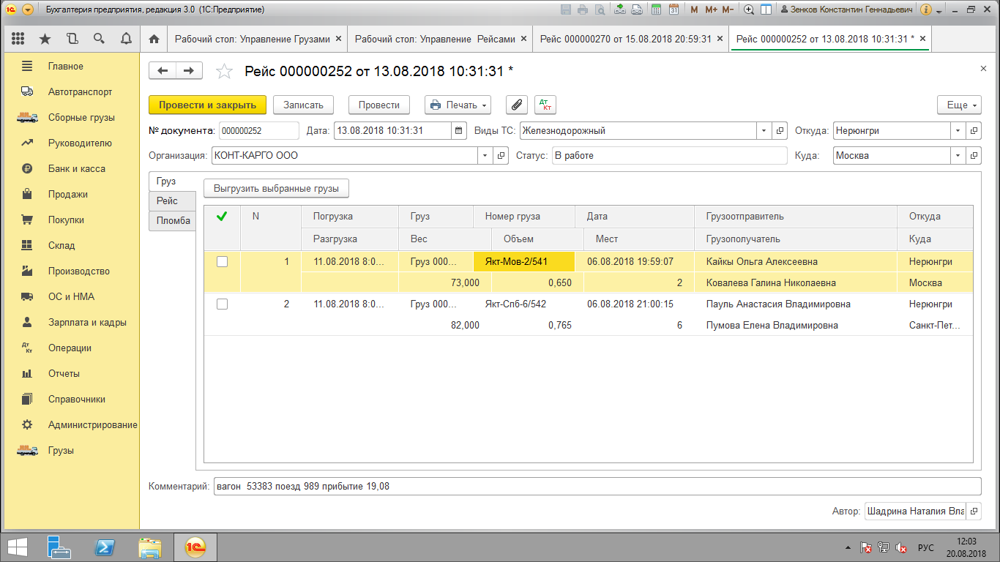 Бухгалтерия предприятия, редакция 3.0 (1С:Предприятие) M M+ M- Зенков Константин Геннадьевич
Рабочий стол: Управление Грузами × Рабочий стол: Управление Рейсами × Рейс 000000270 от 15.08.2018 20:59:31 × Рейс 000000252 от 13.08.2018 10:31:31 * ×
Главное
Автотранспорт
Сборные грузы
Руководителю
Банк и касса
Продажи
Покупки
Склад
Производство
ОС и НМА
Зарплата и кадры
Операции
Отчеты
Справочники
Администрирование
Грузы
Рейс 000000252 от 13.08.2018 10:31:31 *
Провести и закрыть Записать Провести Печать Дт Кт Еще
№ документа: 000000252 Дата: 13.08.2018 10:31:31 Виды ТС: Железнодорожный Откуда: Нерюнгри
Организация: КОНТ-КАРГО ООО Статус: В работе Куда: Москва
Груз
Рейс
Пломба
Выгрузить выбранные грузы
N Погрузка Груз Номер груза Дата Грузоотправитель Откуда
Разгрузка Вес Объем Мест Грузополучатель Куда
1 11.08.2018 8:0... Груз 000... Якт-Мов-2/541 06.08.2018 19:59:07 Кайкы Ольга Алексеевна Нерюнгри
73,000 0,650 2 Ковалева Галина Николаевна Москва
2 11.08.2018 8:0... Груз 000... Якт-Спб-6/542 06.08.2018 21:00:15 Пауль Анастасия Владимировна Нерюнгри
82,000 0,765 6 Пумова Елена Владимировна Санкт-Пет...
Комментарий: вагон 53383 поезд 989 прибытие 19,08
Автор: Шадрина Наталия Вла
РУС 12:03
20.08.2018